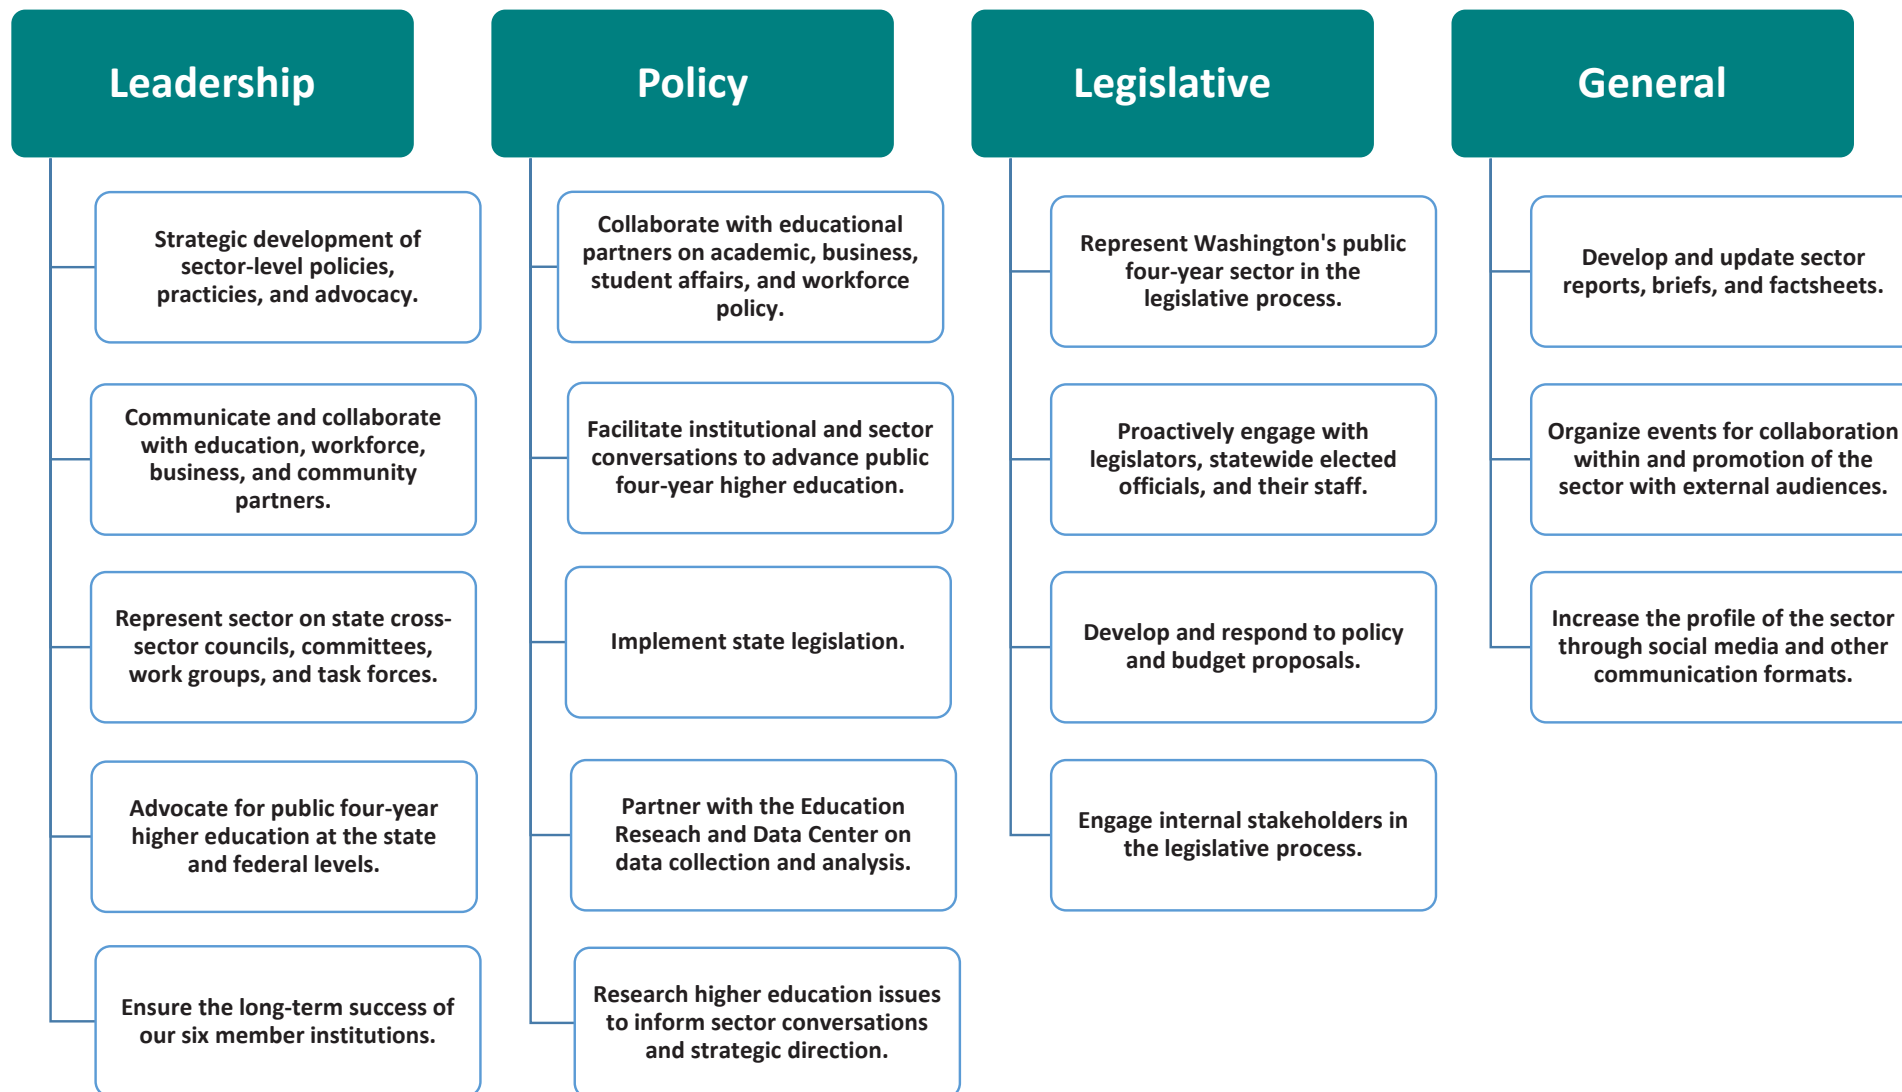 Leadership
Strategic development of
sector-level policies,
practicies, and advocacy.
Communicate and collaborate
with education, workforce,
business, and community
partners.
Represent sector on state cross-
sector councils, committees,
work groups, and task forces.
Advocate for public four-year
higher education at the state
and federal levels.
Ensure the long-term success of
our six member institutions.
Policy
Collaborate with educational
partners on academic, business,
student affairs, and workforce
policy.
Facilitate institutional and sector
conversations to advance public
four-year higher education.
Implement state legislation.
Partner with the Education
Reseach and Data Center on
data collection and analysis.
Research higher education issues
to inform sector conversations
and strategic direction.
Legislative
Represent Washington's public
four-year sector in the
legislative process.
Proactively engage with
legislators, statewide elected
officials, and their staff.
Develop and respond to policy
and budget proposals.
Engage internal stakeholders in
the legislative process.
General
Develop and update sector
reports, briefs, and factsheets.
Organize events for collaboration
within and promotion of the
sector with external audiences.
Increase the profile of the sector
through social media and other
communication formats.